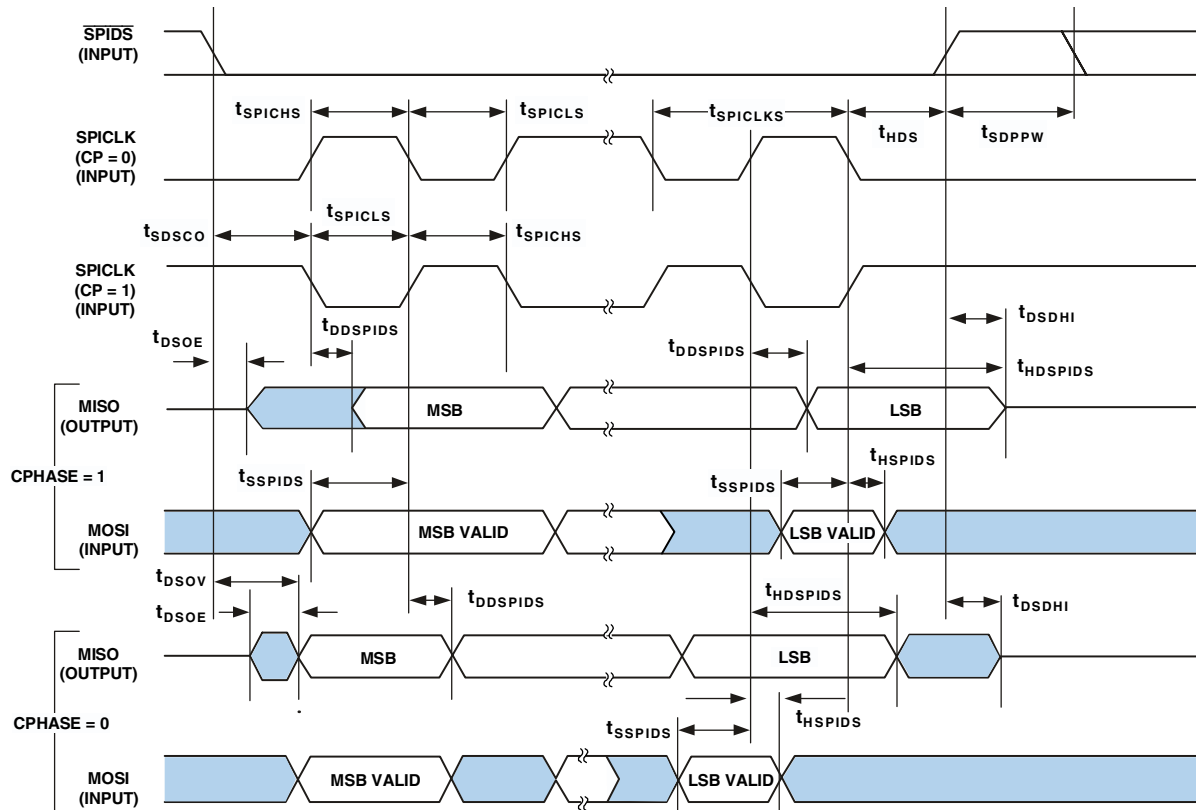 SPIDS
(INPUT)
tSPICHS
tSPICLS
tSPICLKS
tHDS
tSDPPW
SPICLK
(CP = 0)
(INPUT)
tSDSCO
tSPICLS
tSPICHS
SPICLK
(CP = 1)
(INPUT)
tDSOE
tDDSPIDS
tDDSPIDS
tDSDHI
tHDSPIDS
CPHASE = 1
MISO
(OUTPUT)
MSB
LSB
tSSPIDS
tSSPIDS
tHSPIDS
MOSI
(INPUT)
MSB VALID
LSB VALID
tDSOV
tDSOE
tDDSPIDS
tHDSPIDS
tDSDHI
CPHASE = 0
MISO
(OUTPUT)
MSB
LSB
tSSPIDS
tHSPIDS
MOSI
(INPUT)
MSB VALID
LSB VALID